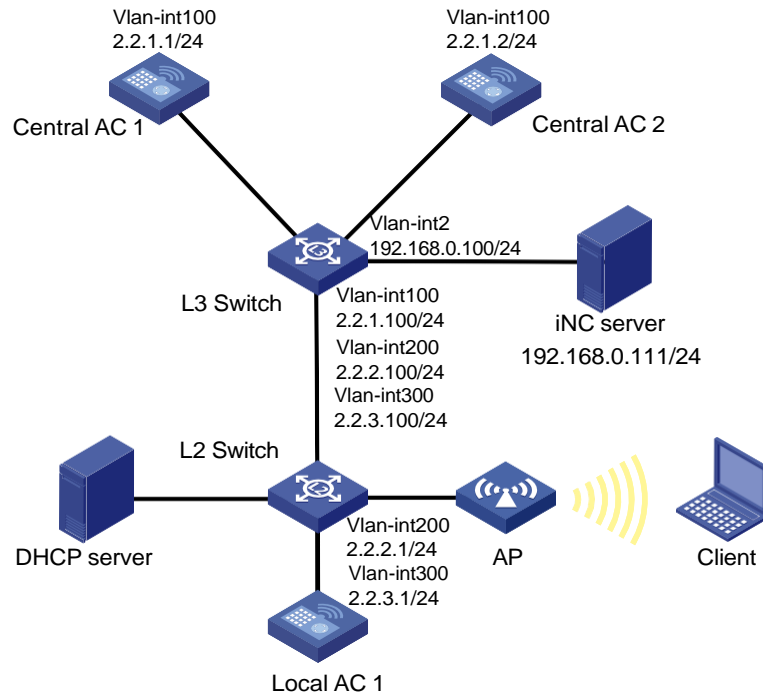 Vlan-int100
2.2.1.1/24
Vlan-int100
2.2.1.2/24
Central AC 1
Central AC 2
L3
Vlan-int2
192.168.0.100/24
L3 Switch
Vlan-int100
2.2.1.100/24
iNC server
192.168.0.111/24
Vlan-int200
2.2.2.100/24
Vlan-int300
2.2.3.100/24
L2 Switch
L2
Vlan-int200
2.2.2.1/24
DHCP server
AP
Client
Vlan-int300
2.2.3.1/24
Local AC 1